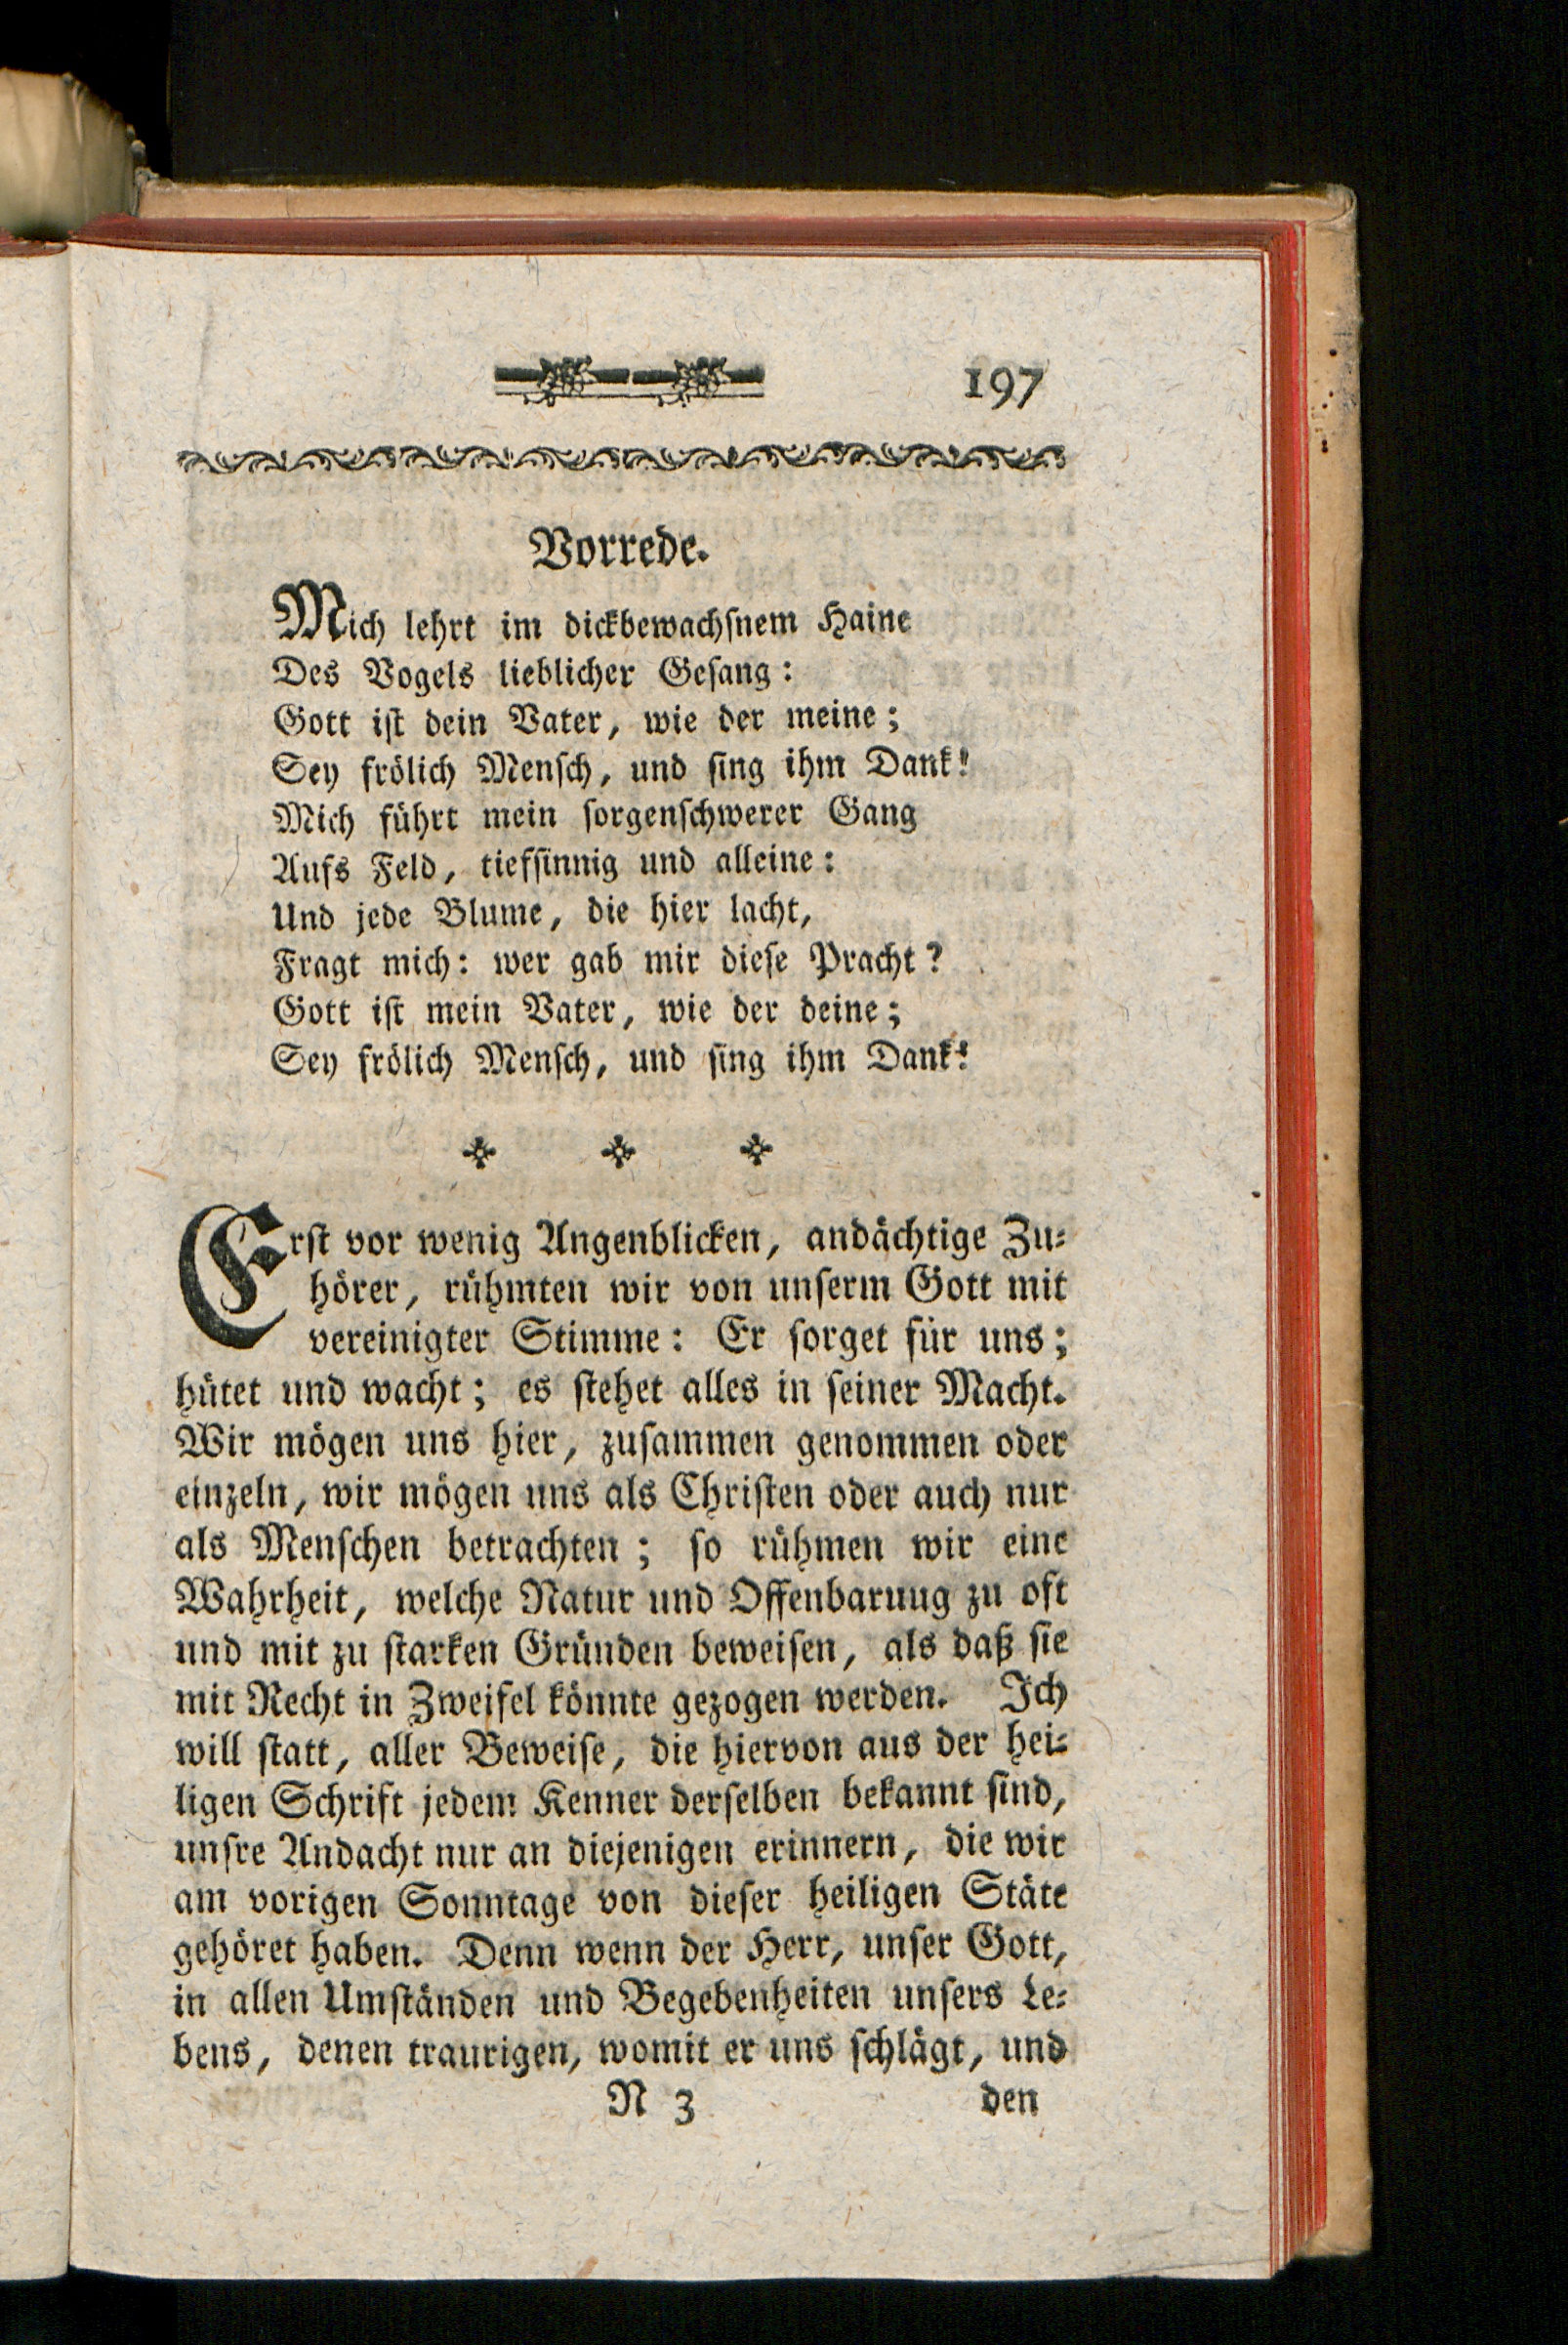 197
Vorrede.
Mich lehrt im dickbewachſnem Haine
Des Vogels lieblicher Geſang:
Gott iſt dein Vater, wie der meine;
Sey frölich Menſch, und ſing ihm Dank!
Mich führt mein ſorgenſchwerer Gang
Aufs Feld, tiefſinnig und alleine:
Und jede Blume, die hier lacht,
Fragt mich: wer gab mir dieſe Pracht?
Gott iſt mein Vater, wie der deine;
Sey frölich Menſch, und ſing ihm Dank!
Erſt vor wenig Angenblicken, andächtige Zu⸗
hörer, rühmten wir von unſerm Gott mit
vereinigter Stimme: Er ſorget für uns;
hütet und wacht; es ſtehet alles in ſeiner Macht.
Wir mögen uns hier, zuſammen genommen oder
einzeln, wir mögen uns als Chriſten oder auch nur
als Menſchen betrachten; ſo rühmen wir eine
Wahrheit, welche Natur und Offenbaruug zu oft
und mit zu ſtarken Gründen beweiſen, als daß ſie
mit Recht in Zweifel könnte gezogen werden. Ich
will ſtatt, aller Beweiſe, die hiervon aus der hei⸗
ligen Schrift jedem Kenner derſelben bekannt ſind,
unſre Andacht nur an diejenigen erinnern, die wir
am vorigen Sonntage von dieſer heiligen Stäte
gehöret haben. Denn wenn der Herr, unſer Gott,
in allen Umſtänden und Begebenheiten unſers Le⸗
bens, denen traurigen, womit er uns ſchlägt, und
N 3 den